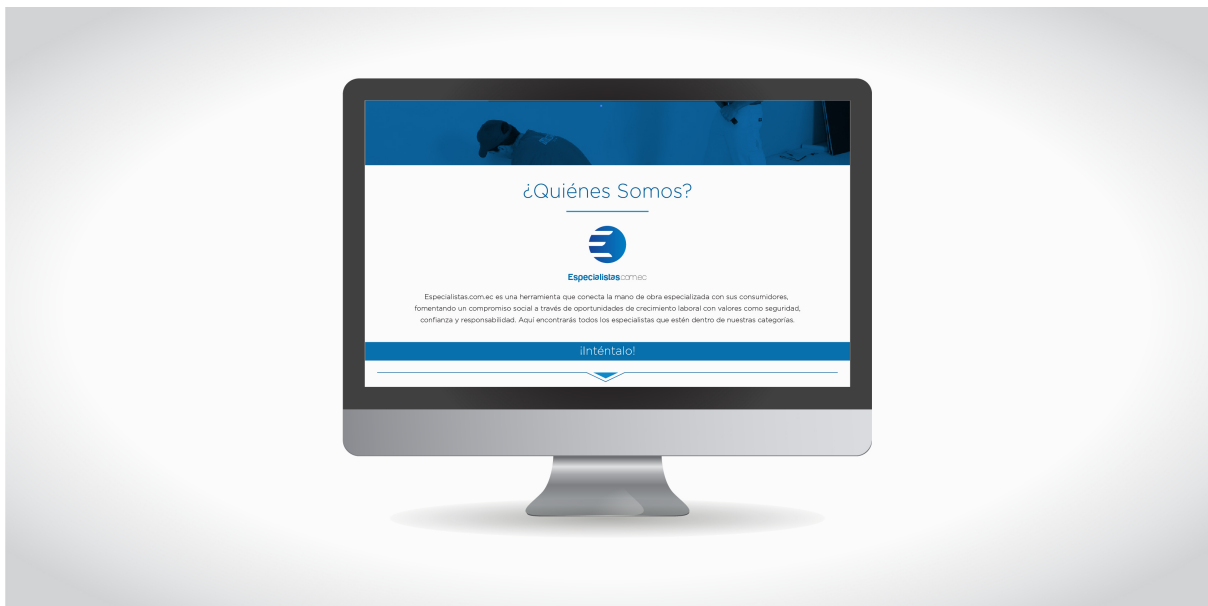 ¿Quiénes Somos?
Especialistas.com.ec
Especialistas.com.ec es una herramienta que conecta la mano de obra especializada con sus consumidores,
fomentando un compromiso social a través de oportunidades de crecimiento laboral con valores como seguridad,
confianza y responsabilidad. Aquí encontrarás todos los especialistas que estén dentro de nuestras categorías.
¡Inténtalo!